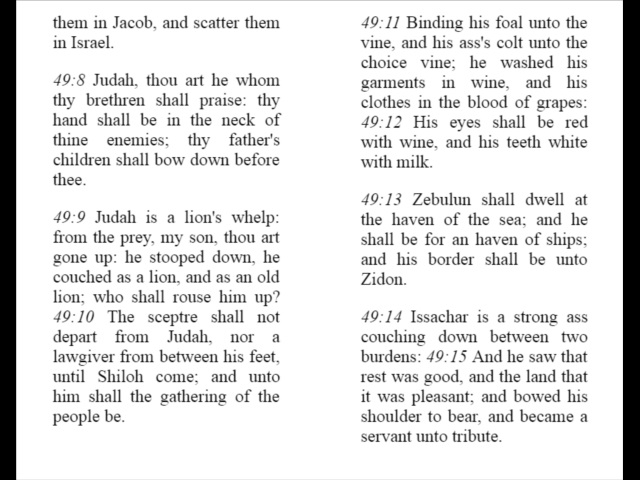 them in Jacob, and scatter them
in Israel.
49:8 Judah, thou art he whom
thy brethren shall praise: thy
hand shall be in the neck of
thine enemies; thy father's
children shall bow down before
thee.
49:9 Judah is a lion's whelp:
from the prey, my son, thou art
gone up: he stooped down, he
couched as a lion, and as an old
lion; who shall rouse him up?
49:10 The sceptre shall not
depart from Judah, nor a
lawgiver from between his feet,
until Shiloh come; and unto
him shall the gathering of the
people be.
49:11 Binding his foal unto the
vine, and his ass's colt unto the
choice vine; he washed his
garments in wine, and his
clothes in the blood of grapes:
49:12 His eyes shall be red
with wine, and his teeth white
with milk.
49:13 Zebulun shall dwell at
the haven of the sea; and he
shall be for an haven of ships;
and his border shall be unto
Zidon.
49:14 Issachar is a strong ass
couching down between two
burdens: 49:15 And he saw that
rest was good, and the land that
it was pleasant; and bowed his
shoulder to bear, and became a
servant unto tribute.